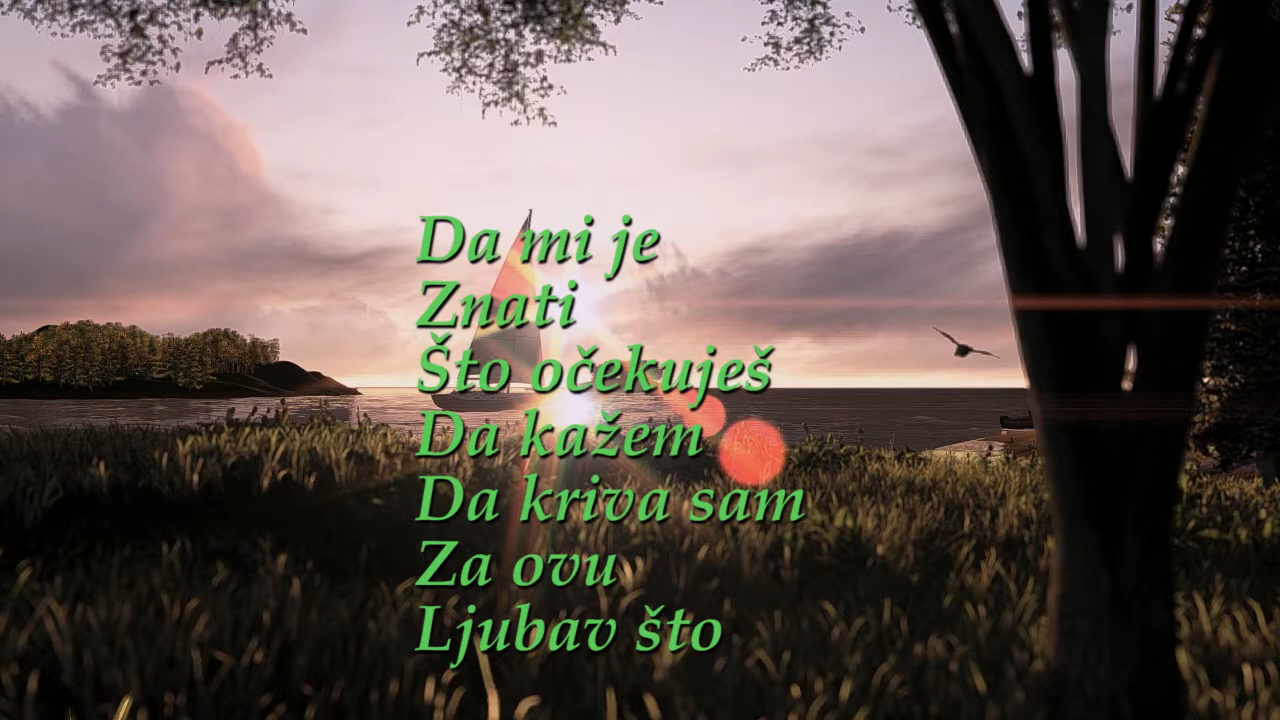 Da mi je
Znati
Što očekuješ
Da kažem
Da kriva sam
Za ovu
Ljubav što